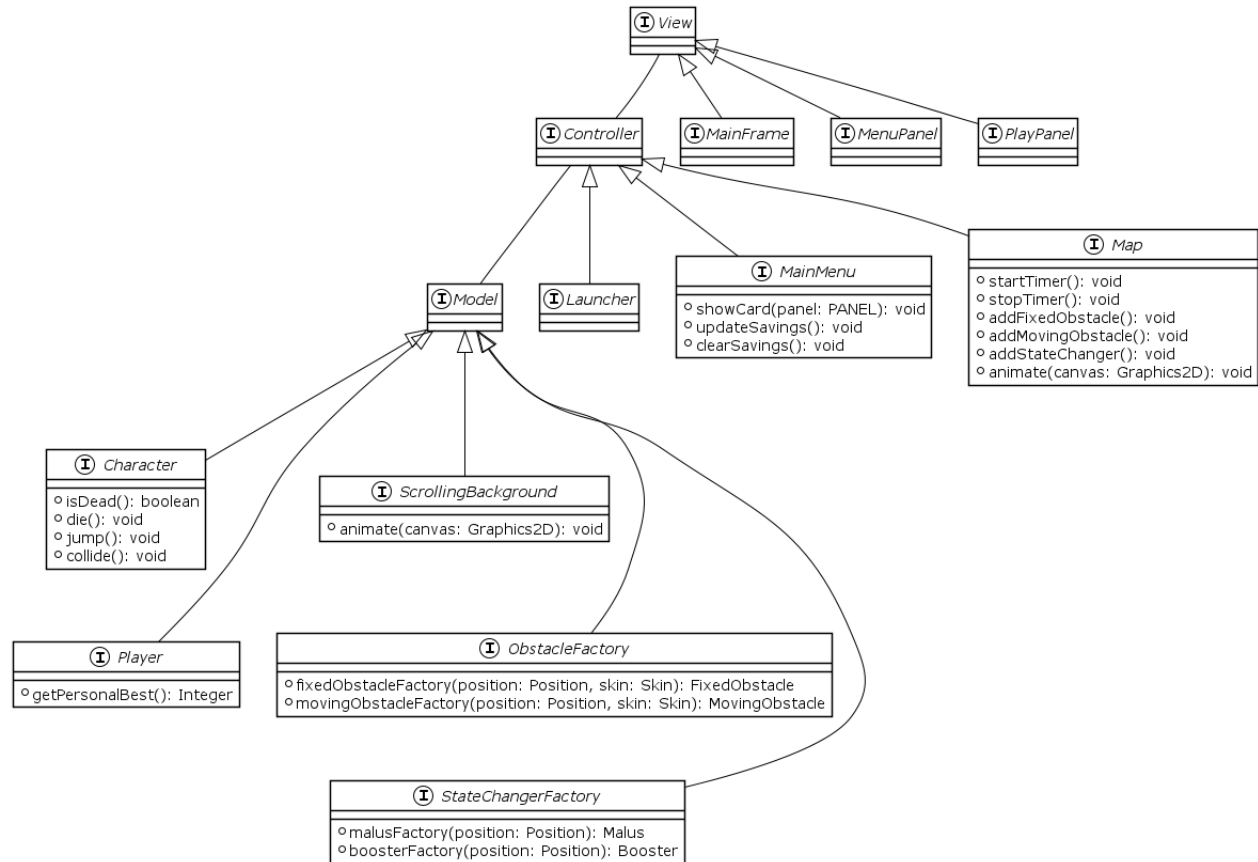 I View
I Controller
I MainFrame
I MenuPanel
I PlayPanel
I Model
I Launcher
I MainMenu
showCard(panel: PANEL): void
updateSavings(): void
clearSavings(): void
I Map
startTimer(): void
stopTimer(): void
addFixedObstacle(): void
addMovingObstacle(): void
addStateChanger(): void
animate(canvas: Graphics2D): void
I Character
isDead(): boolean
die(): void
jump(): void
collide(): void
I ScrollingBackground
animate(canvas: Graphics2D): void
I Player
getPersonalBest(): Integer
I ObstacleFactory
fixedObstacleFactory(position: Position, skin: Skin): FixedObstacle
movingObstacleFactory(position: Position, skin: Skin): MovingObstacle
I StateChangerFactory
malusFactory(position: Position): Malus
boosterFactory(position: Position): Booster